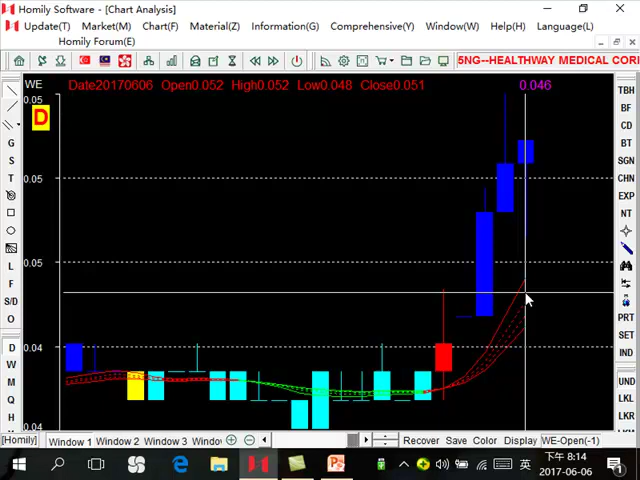 Homily Software - [Chart Analysis]
Update(T) Market(M) Chart(F) Material(Z) Information(G) Comprehensive(Y) Window(W) Help(H) Language(L)
Homily Forum(E)
5NG--HEALTHWAY MEDICAL COR
WE Date20170606 Open0.052 High0.052 Low0.048 Close0.051 0.046
0.05
D
0.05
0.05
0.04
0.04
G
S
T
L
F
S/D
O
D
W
M
Q
H
TBH
BF
CD
BT
SGN
CHN
EXP
NT
PRT
SET
IND
UND
LKL
LKR
[Homily] Window 1 Window 2 Window 3 Windo Recover Save Color Display WE-Open(-1)
英 下午 8:14
2017-06-06
1